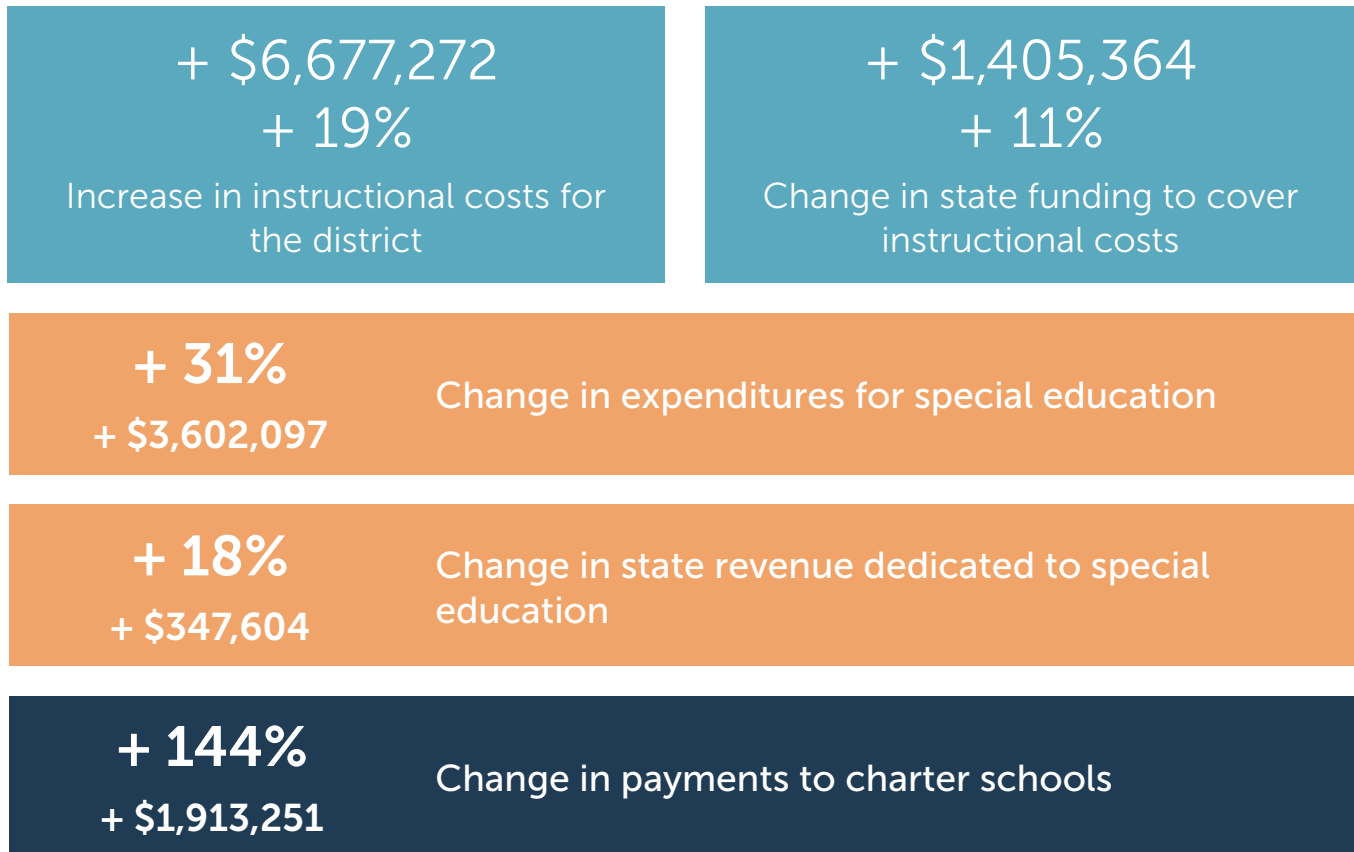 + $6,677,272
+ 19%
Increase in instructional costs for
the district
+ $1,405,364
+ 11%
Change in state funding to cover
instructional costs
+ 31%
+ $3,602,097
Change in expenditures for special education
+ 18%
+ $347,604
Change in state revenue dedicated to special
education
+ 144%
+ $1,913,251
Change in payments to charter schools